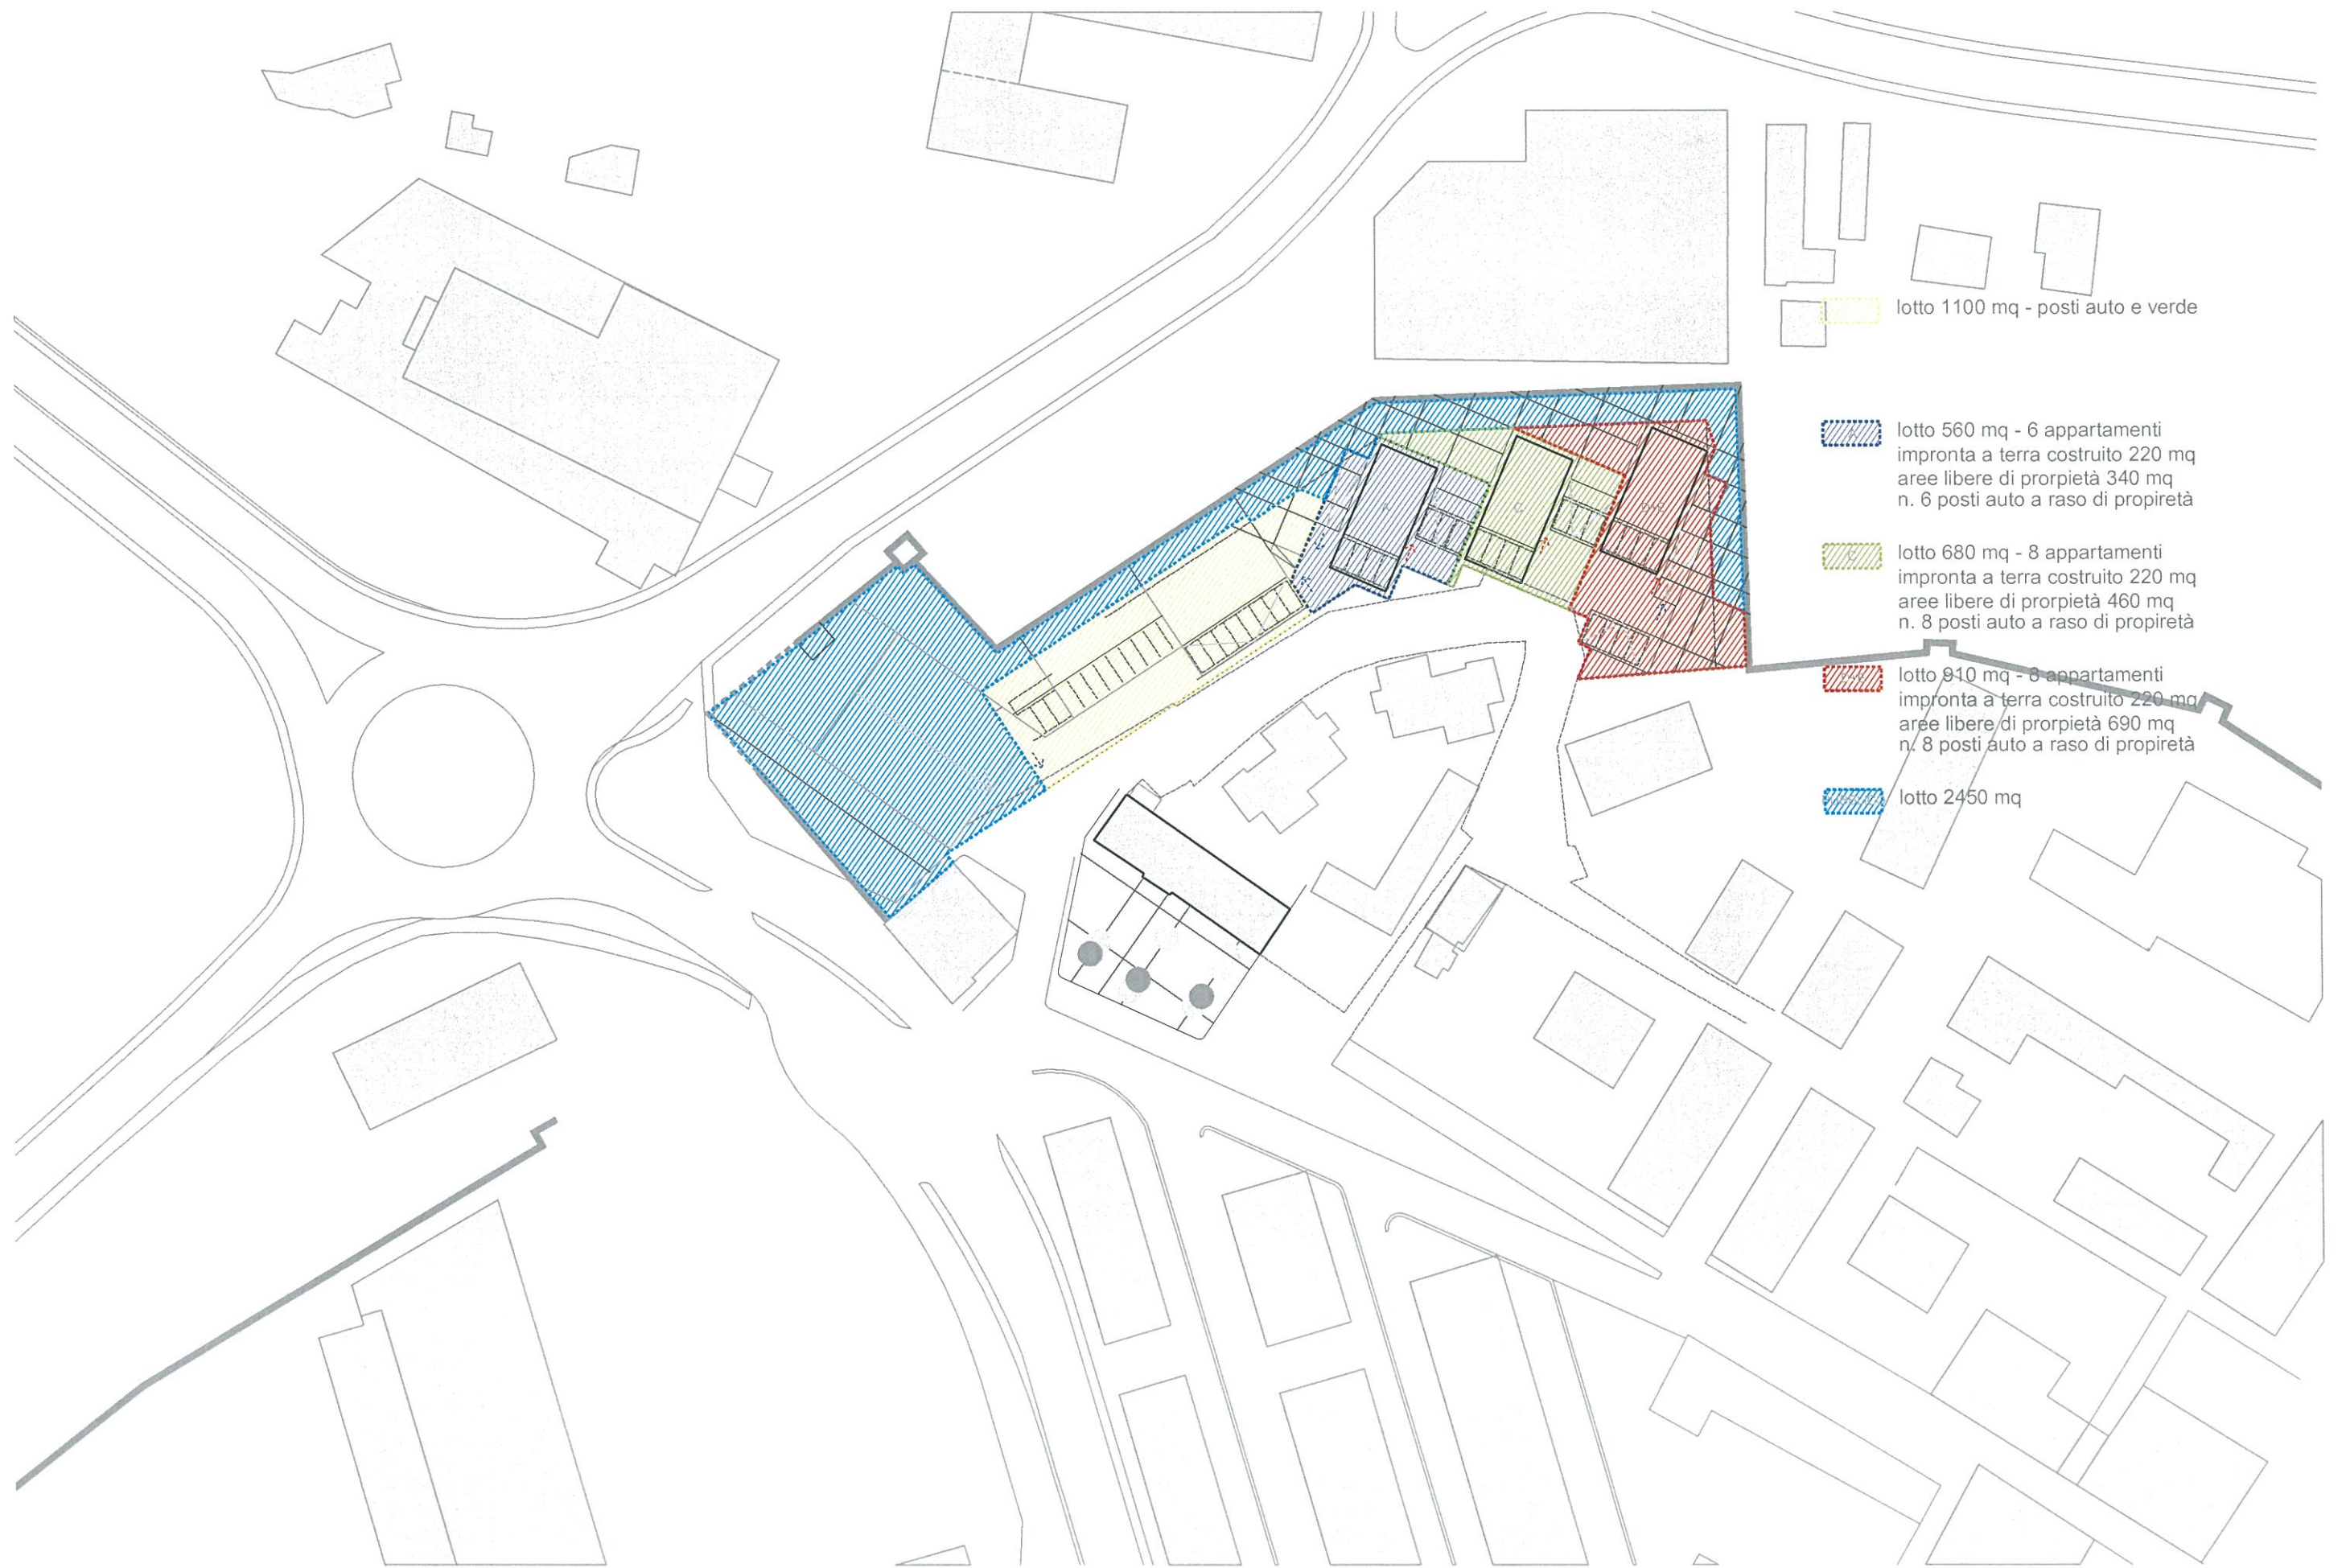 lotto 1100 mq - posti auto e verde
lotto 560 mq - 6 appartamenti
impronta a terra costruito 220 mq
aree libere di prorpietà 340 mq
n. 6 posti auto a raso di propiretà
C
lotto 680 mq - 8 appartamenti
impronta a terra costruito 220 mq
aree libere di prorpietà 460 mq
n. 8 posti auto a raso di propiretà
lotto 910 mq - 8 appartamenti
impronta a terra costruito 220 mq
aree libere di prorpietà 690 mq
n. 8 posti auto a raso di propiretà
lotto 2450 mq
A
C